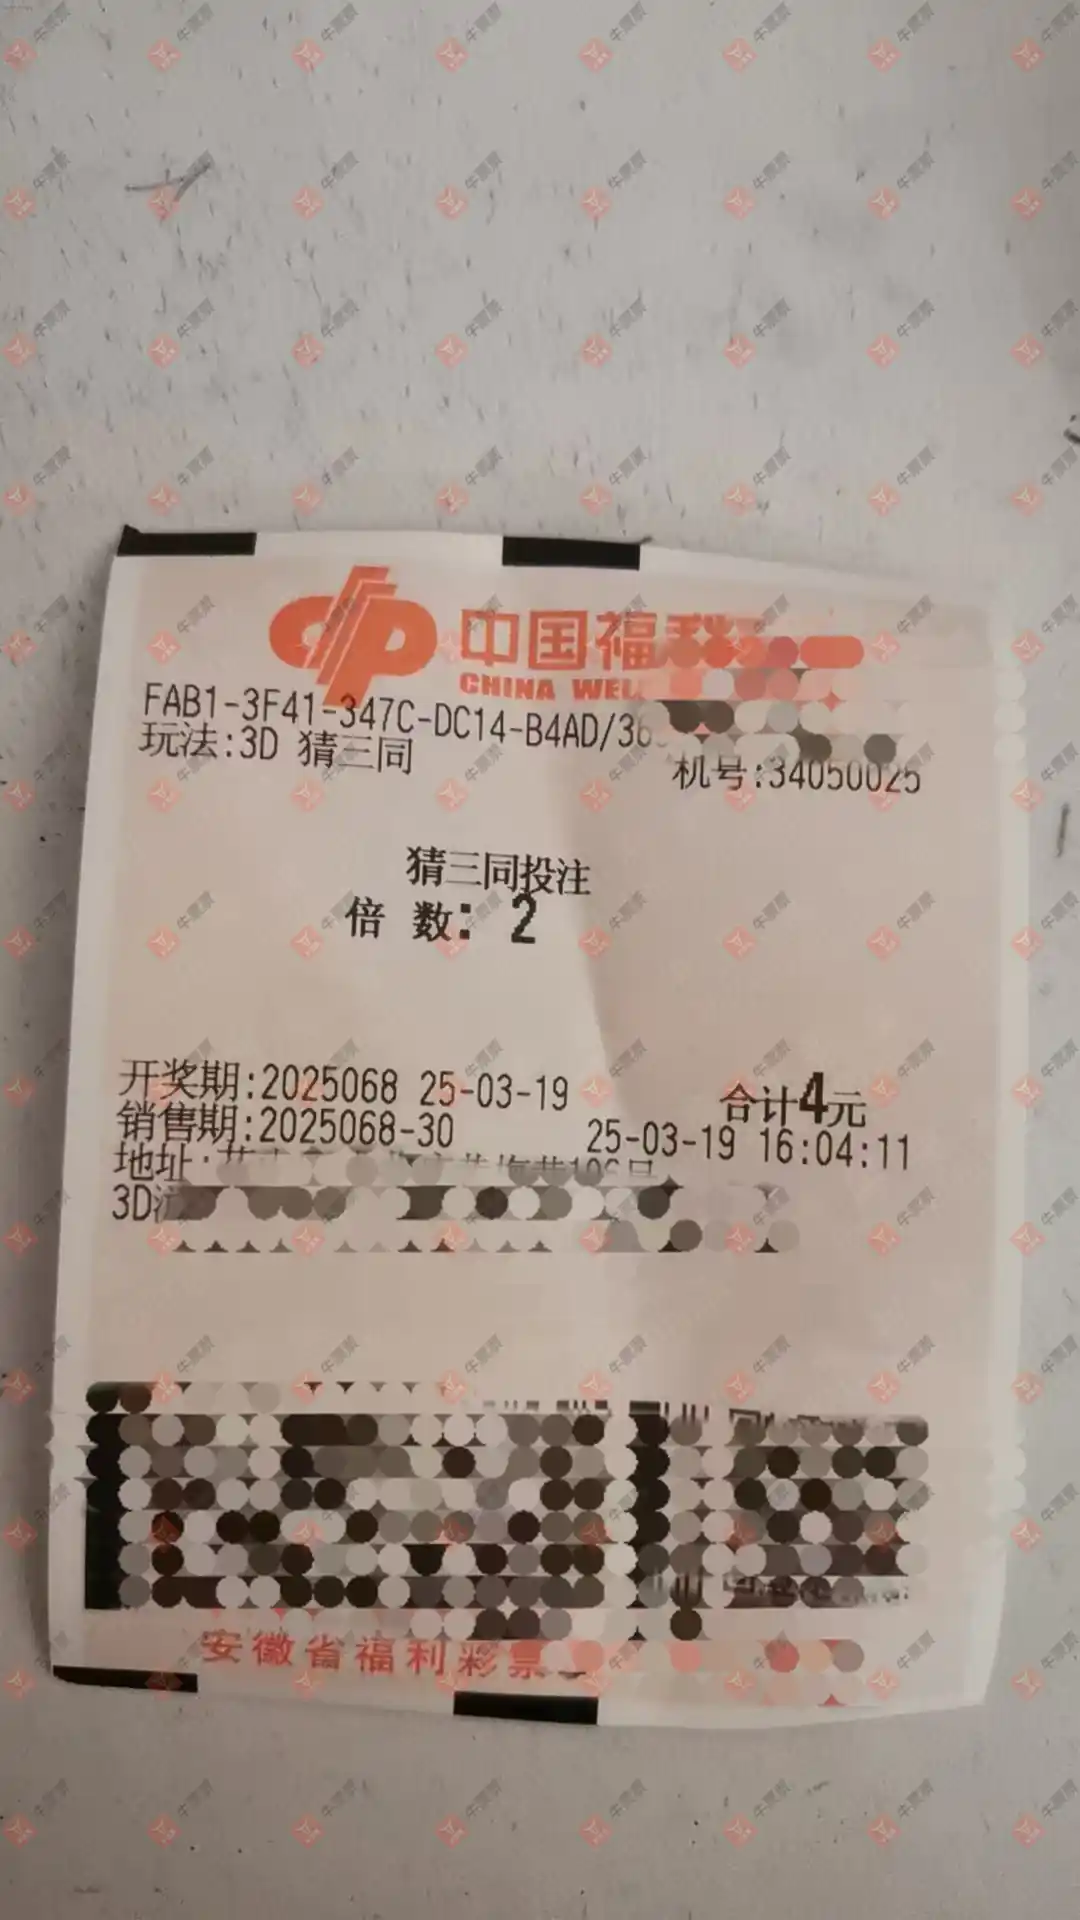 中国福利
CHINA WEL
FAB1-3F41-347C-DC14-B4AD/36
玩法:3D 猜三同
机号:34050025
猜三同投注
倍 数: 2
开奖期:2025068 25-03-19
合计4元
销售期:2025068-30 25-03-19 16:04:11
地址:
3D
安徽省福利彩票
牛票票